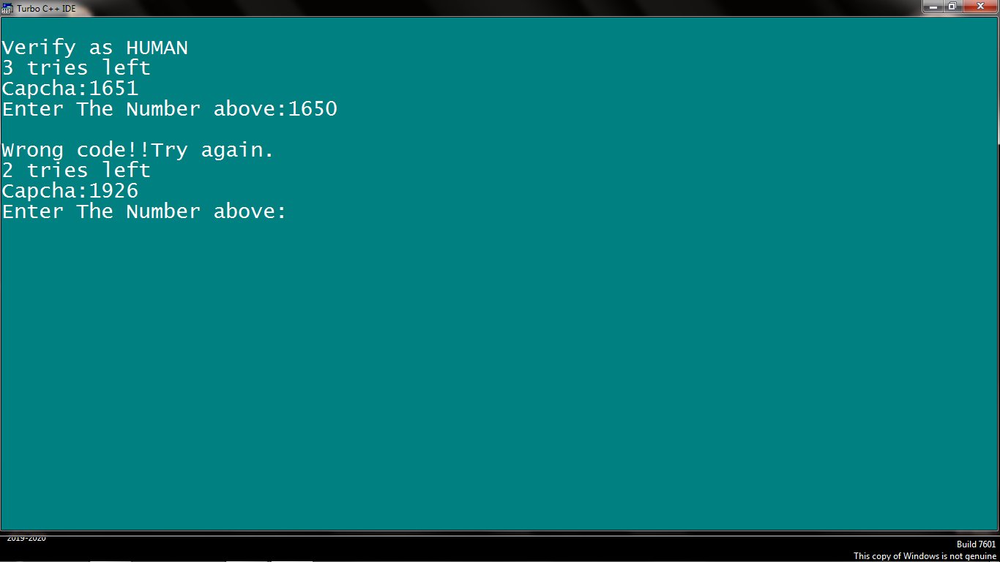 Turbo C++ IDE
Verify as HUMAN
3 tries left
Capcha:1651
Enter The Number above:1650
Wrong code!!Try again.
2 tries left
Capcha:1926
Enter The Number above:
2019-2020
Build 7601
This copy of Windows is not genuine